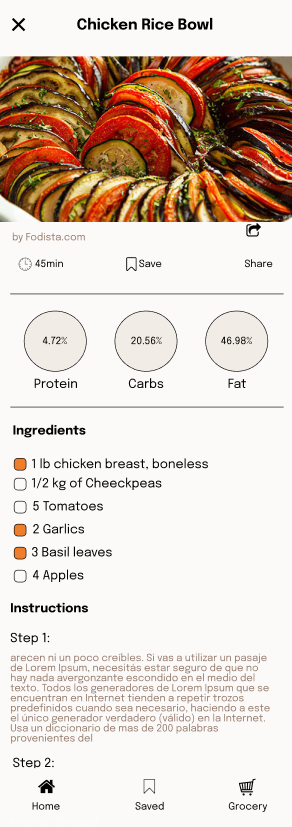 Chicken Rice Bowl
by Fodista.com
45min Save Share
4.72% 20.56% 46.98%
Protein Carbs Fat
Ingredients
1 lb chicken breast, boneless
1/2 kg of Cheeckpeas
5 Tomatoes
2 Garlics
3 Basil leaves
4 Apples
Instructions
Step 1:
arecen ni un poco creíbles. Si vas a utilizar un pasaje
de Lorem Ipsum, necesitás estar seguro de que no
hay nada avergonzante escondido en el medio del
texto. Todos los generadores de Lorem Ipsum que se
encuentran en Internet tienden a repetir trozos
predefinidos cuando sea necesario, haciendo a este
el único generador verdadero (válido) en la Internet.
Usa un diccionario de mas de 200 palabras
provenientes del
Step 2:
Home Saved Grocery